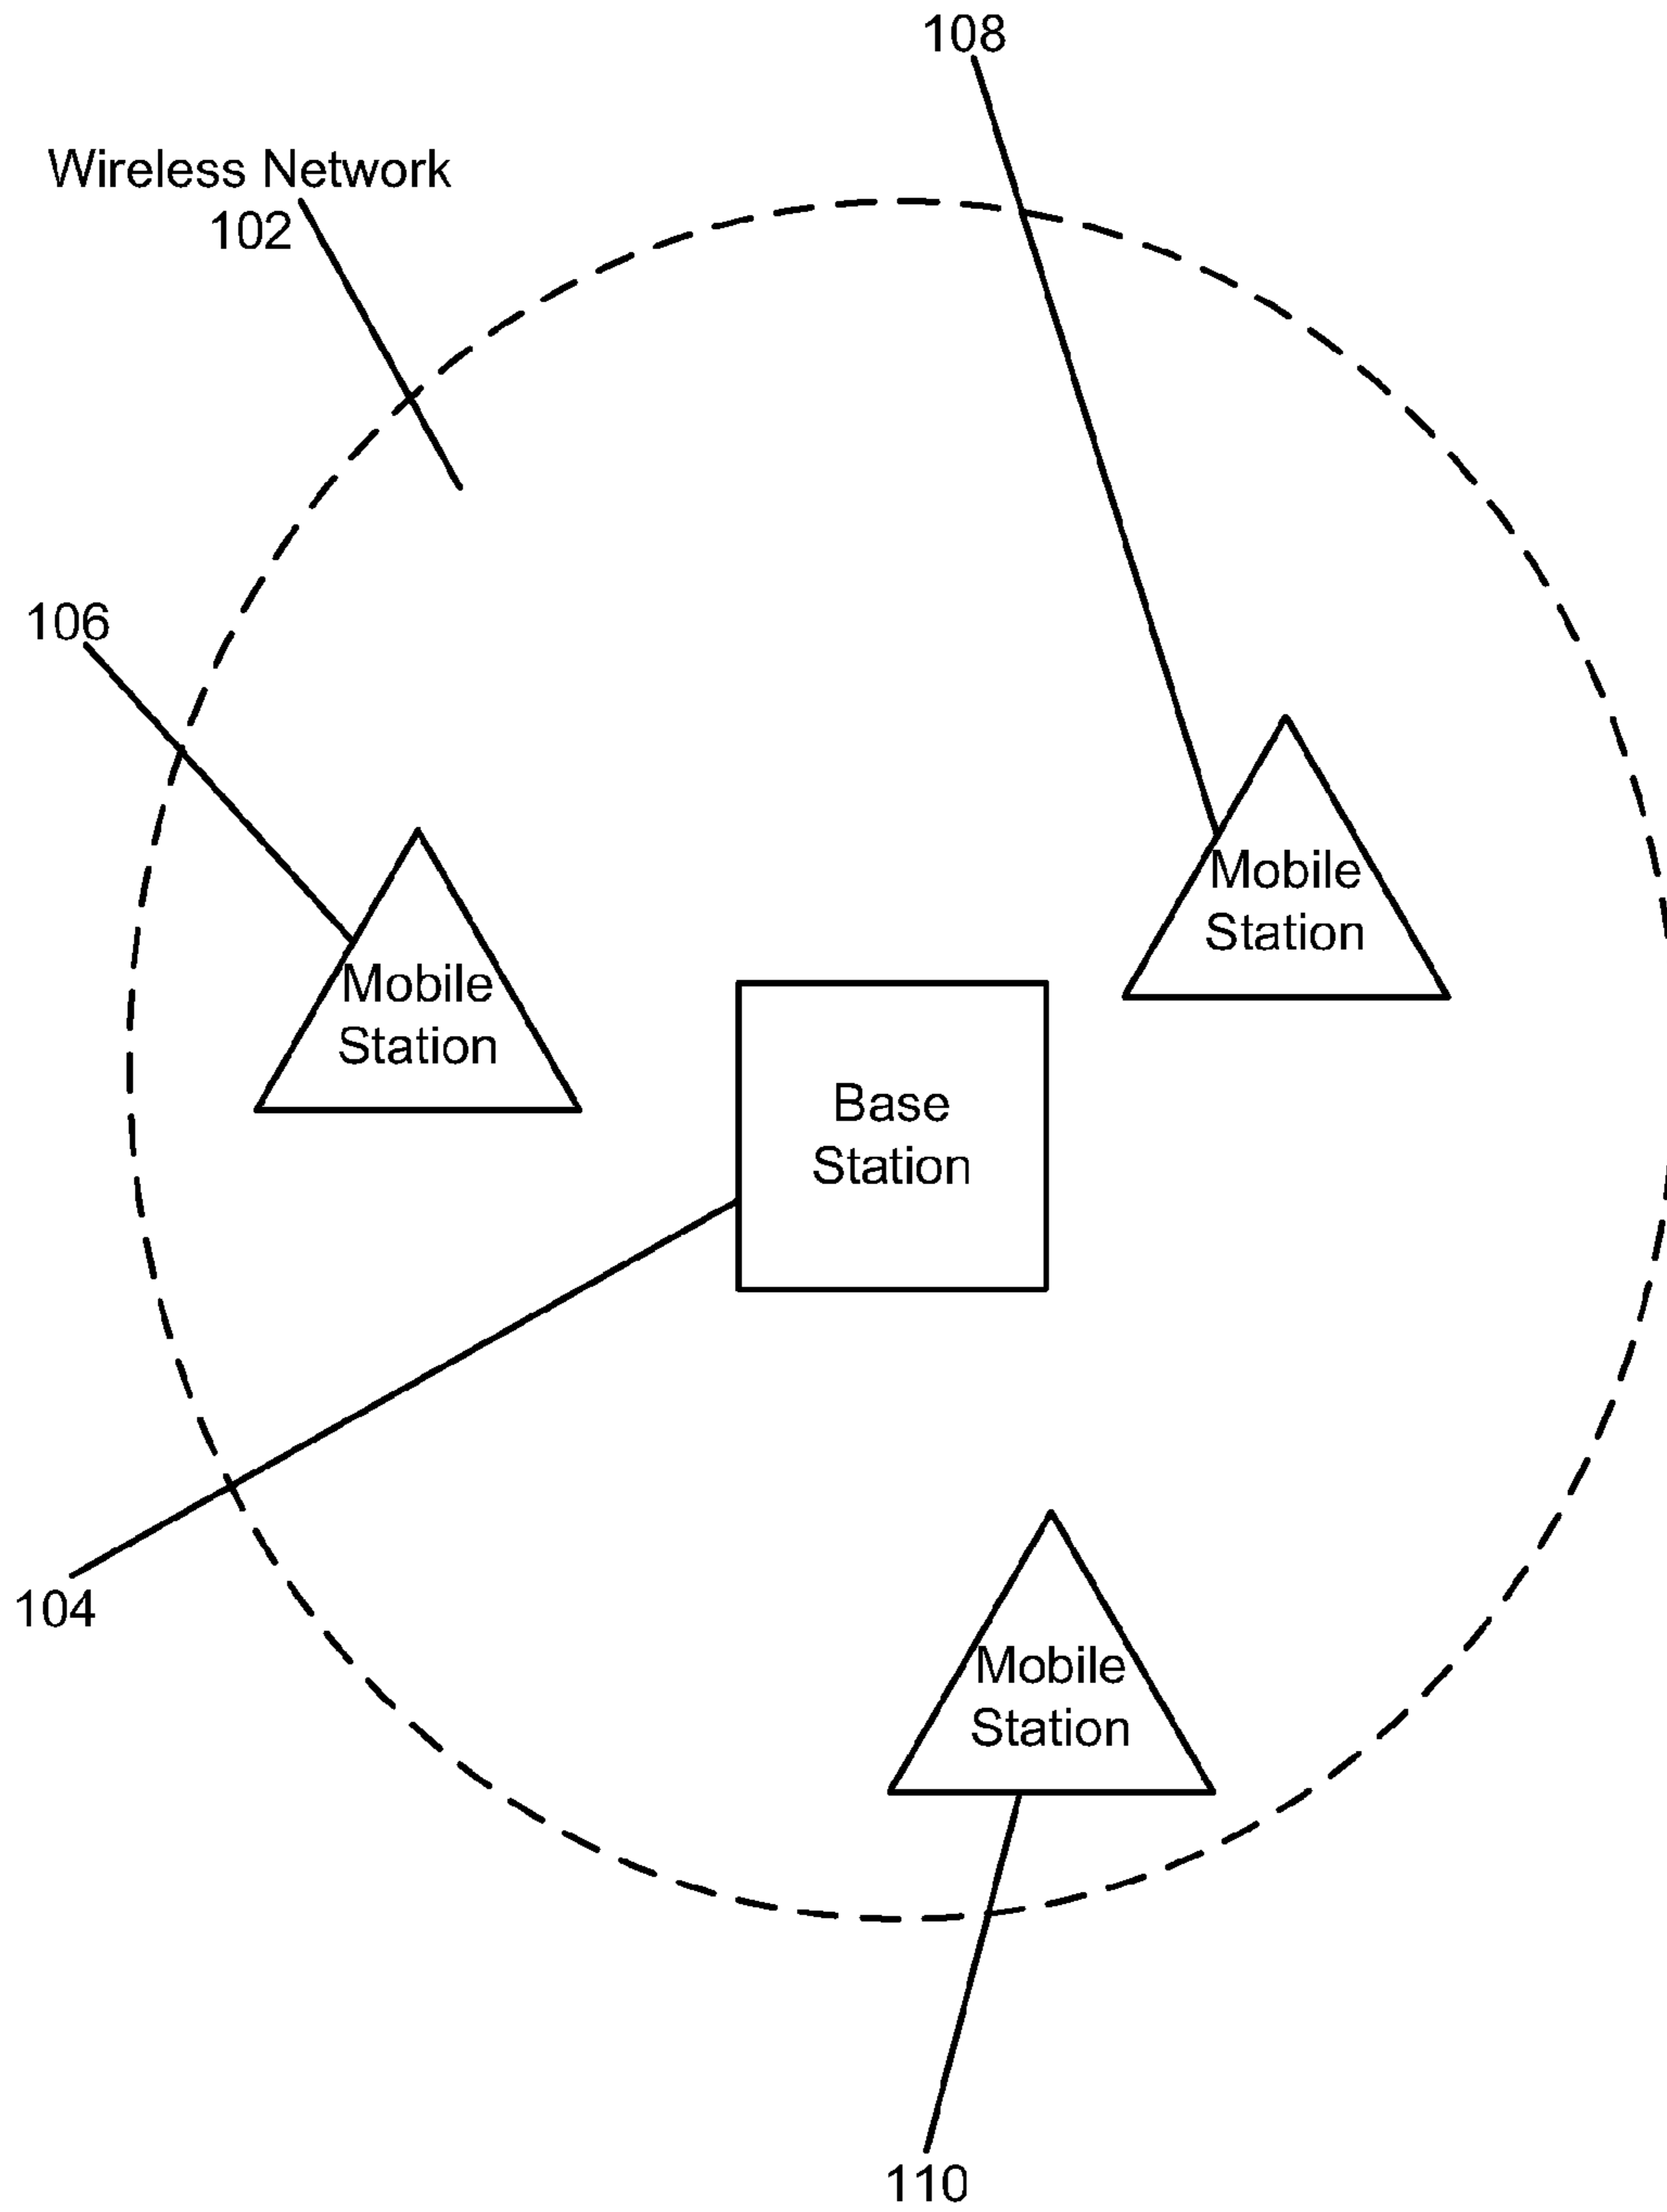 108
Wireless Network
102
106
Mobile
Station
Mobile
Station
Base
Station
104
Mobile
Station
110